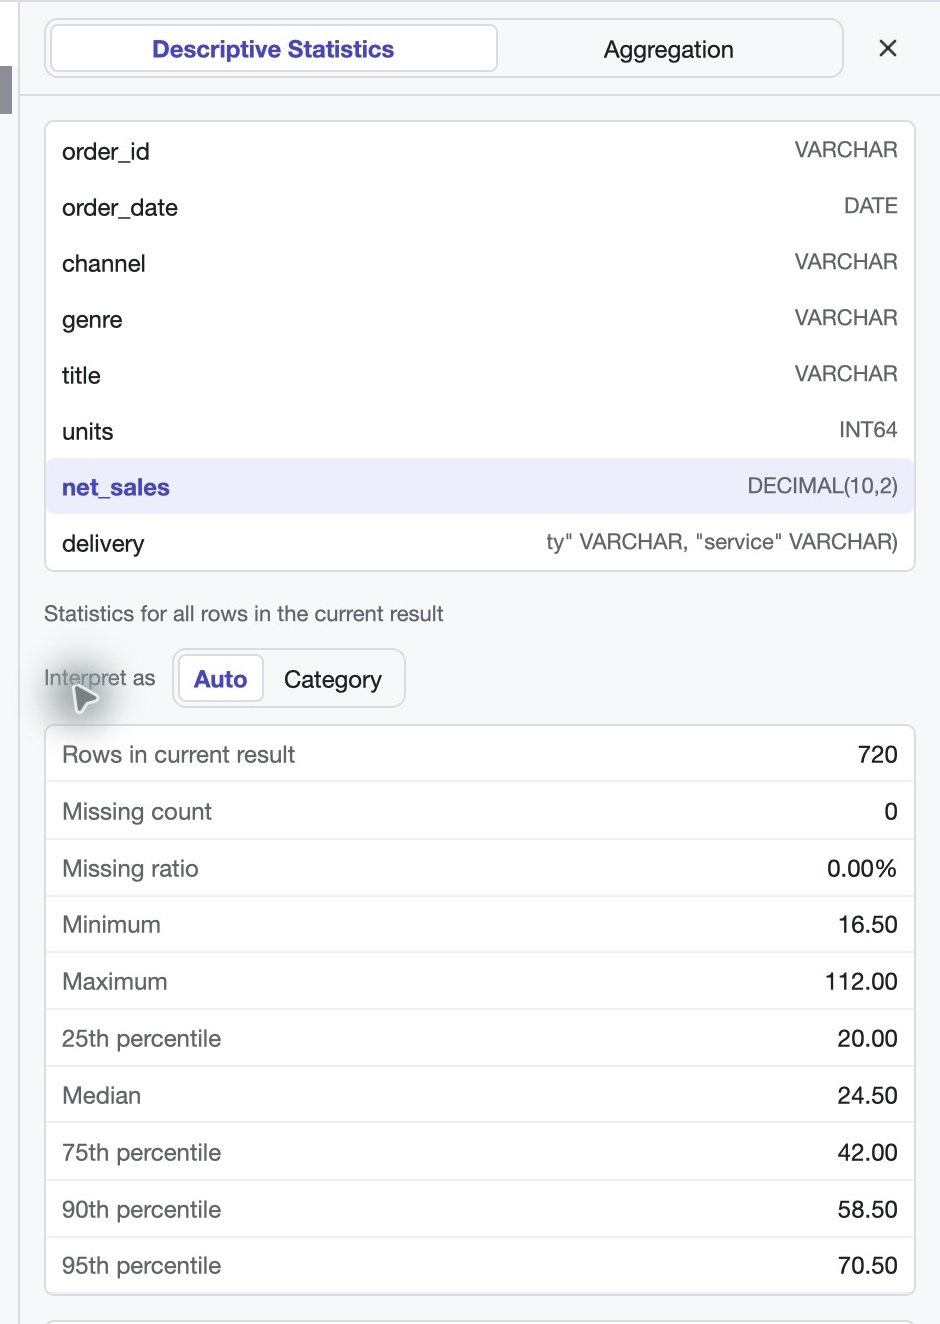 Descriptive Statistics Aggregation
order_id VARCHAR
order_date DATE
channel VARCHAR
genre VARCHAR
title VARCHAR
units INT64
net_sales DECIMAL(10,2)
delivery ty" VARCHAR, "service" VARCHAR)
Statistics for all rows in the current result
Interpret as Auto Category
Rows in current result 720
Missing count 0
Missing ratio 0.00%
Minimum 16.50
Maximum 112.00
25th percentile 20.00
Median 24.50
75th percentile 42.00
90th percentile 58.50
95th percentile 70.50